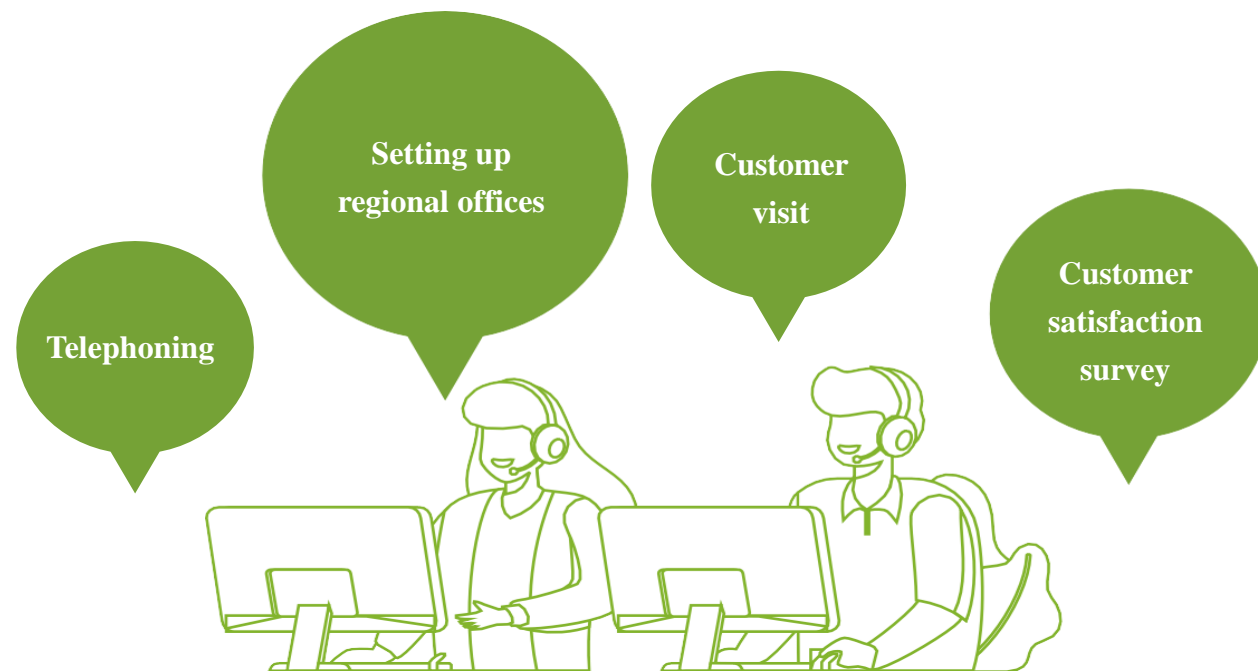 Telephoning
Setting up
regional offices
Customer
visit
Customer
satisfaction
survey